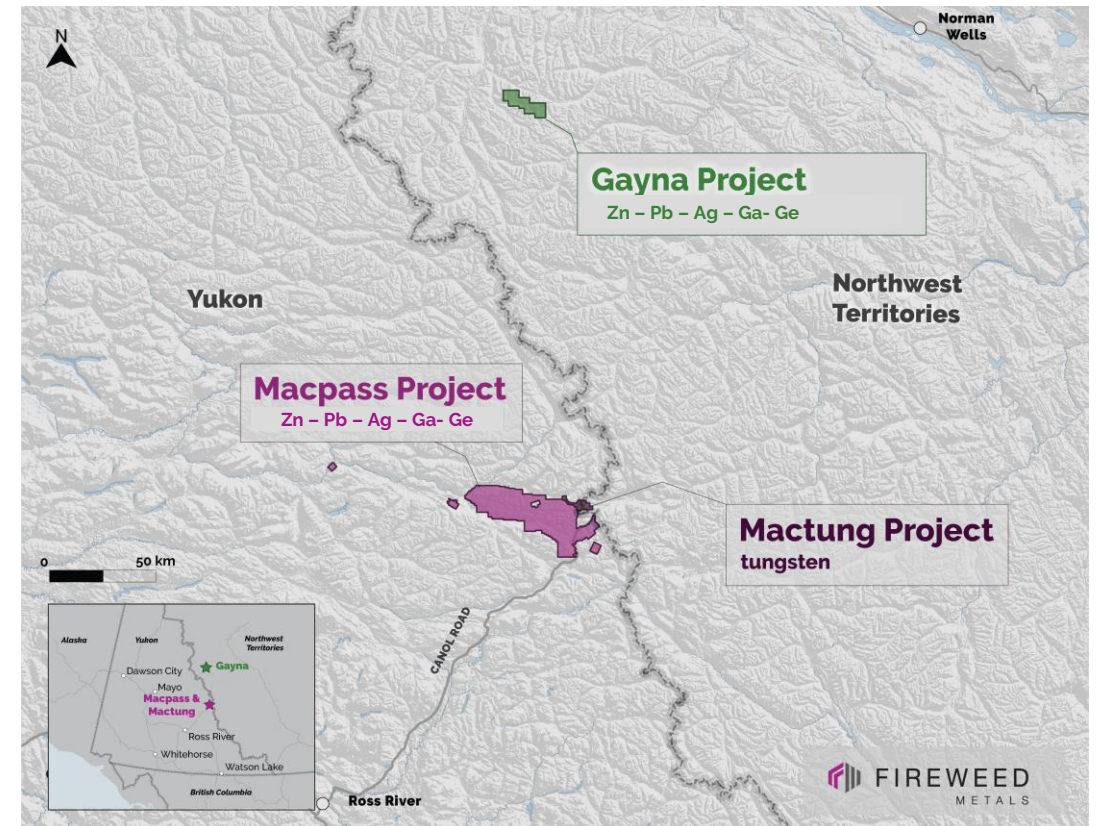 N
Norman
Wells
Gayna Project
Zn – Pb – Ag – Ga- Ge
Yukon
Northwest
Territories
Macpass Project
Zn – Pb – Ag – Ga- Ge
Mactung Project
tungsten
0 50 km
CANOL ROAD
Alaska
Yukon
Northwest
Territories
Gayna
Dawson City
Mayo
Macpass &
Mactung
Ross River
Whitehorse
Watson Lake
British Columbia
Ross River
FIREWEED
METALS